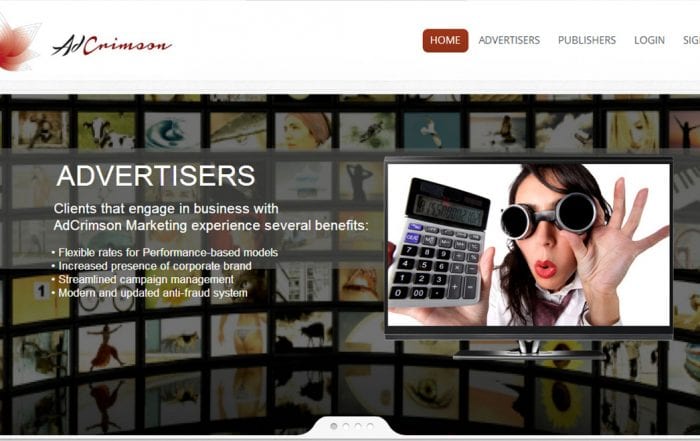 AdCrimson
HOME
ADVERTISERS
PUBLISHERS
LOGIN
SIG
ADVERTISERS
Clients that engage in business with
AdCrimson Marketing experience several benefits:
• Flexible rates for Performance-based models
• Increased presence of corporate brand
• Streamlined campaign management
• Modern and updated anti-fraud system